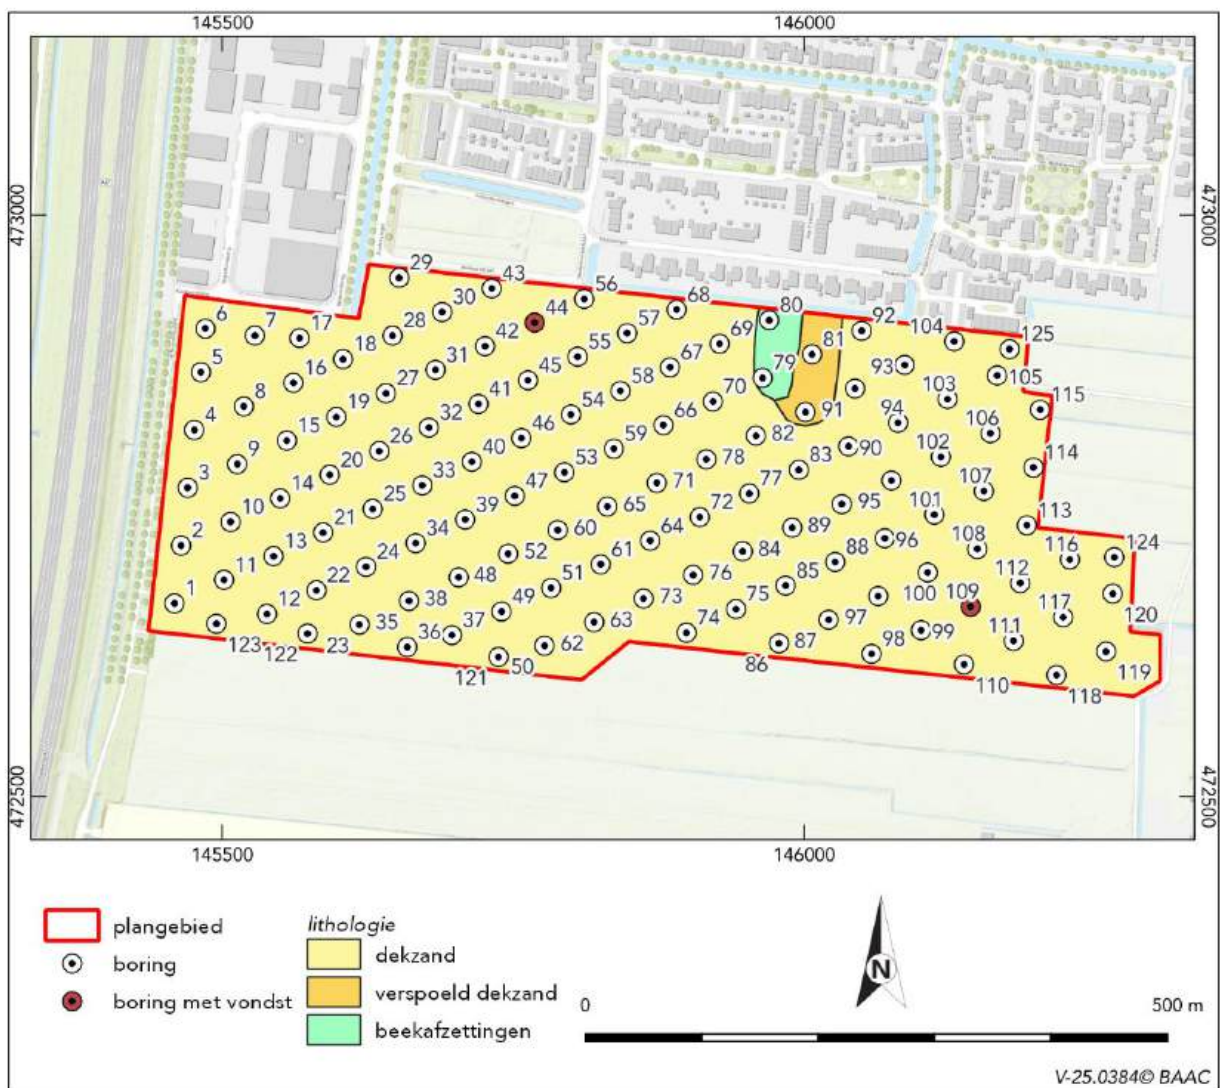 145500 146000
473000 473000
29 43 56 68 80 92 104 125
6 7 17 28 30 42 44 57 69 81 105
5 16 18 31 45 55 67 79 93 103 115
4 8 15 19 27 41 58 70 91 94 106
3 9 20 26 32 46 54 66 82 90 102 114
2 10 14 25 33 40 59 78 83 107
1 11 13 21 34 39 47 53 71 77 95 101 113
12 22 24 48 52 60 65 72 89 96 108 116 124
123 122 23 35 38 37 51 61 64 84 88 112 120
36 49 63 73 76 75 85 100 109 117
121 50 62 74 86 87 97 98 99 110 111 118 119
472500 472500
145500 146000
plangebied
boring
boring met vondst
lithologie
dekzand
verspoeld dekzand
beekafzettingen
N
0 500 m
V-25.0384© BAAC